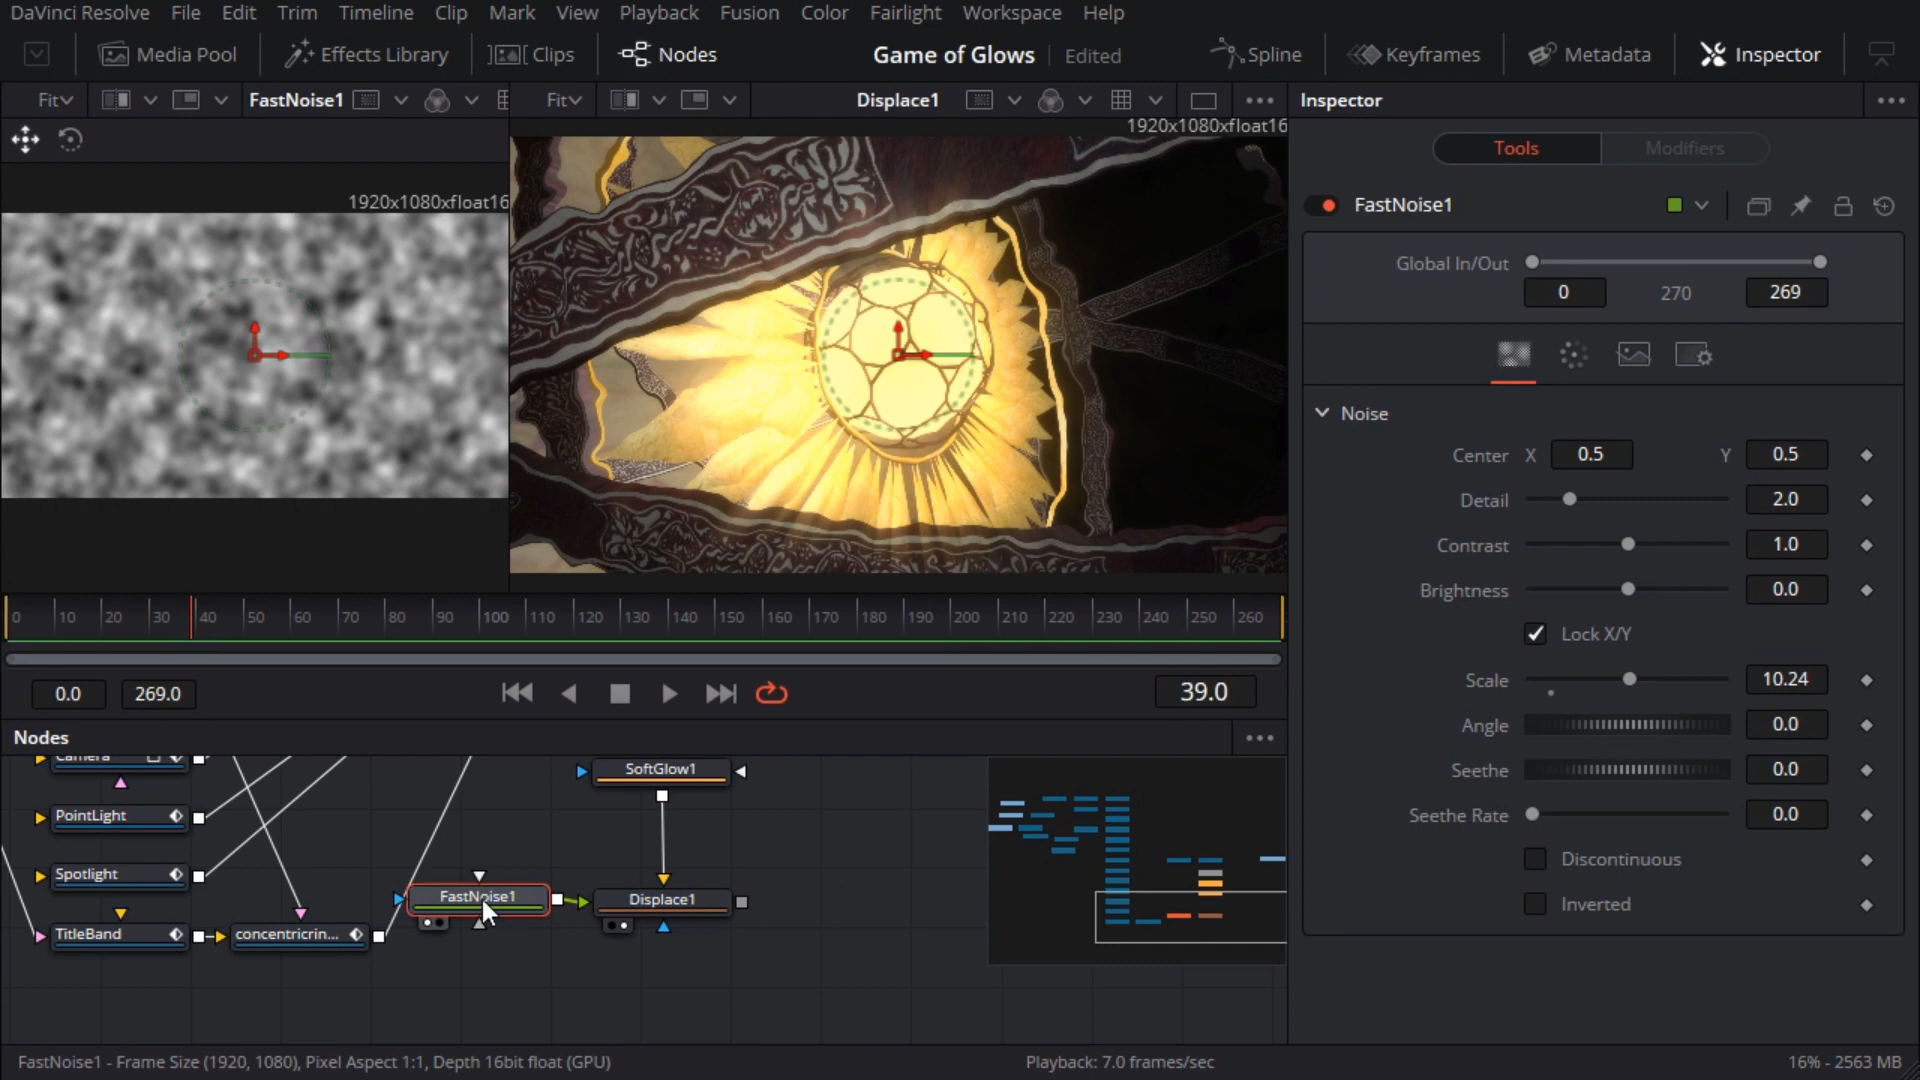 DaVinci Resolve File Edit Trim Timeline Clip Mark View Playback Fusion Color Fairlight Workspace Help
Media Pool Effects Library Clips Nodes Game of Glows Edited Spline Keyframes Metadata Inspector
Fit FastNoise1 Fit Displace1 Inspector
1920x1080xfloat16
Tools Modifiers
1920x1080xfloat16
FastNoise1
Global In/Out
0 270 269
Noise
Center X 0.5 Y 0.5
Detail 2.0
Contrast 1.0
Brightness 0.0
Lock X/Y
Scale 10.24
Angle 0.0
Seethe 0.0
Seethe Rate 0.0
Discontinuous
Inverted
0 10 20 30 40 50 60 70 80 90 100 110 120 130 140 150 160 170 180 190 200 210 220 230 240 250 260
0.0 269.0 39.0
Nodes
Camera
SoftGlow1
PointLight
Spotlight
FastNoise1 Displace1
TitleBand concentricrin...
FastNoise1 - Frame Size (1920, 1080), Pixel Aspect 1:1, Depth 16bit float (GPU) Playback: 7.0 frames/sec 16% - 2563 MB